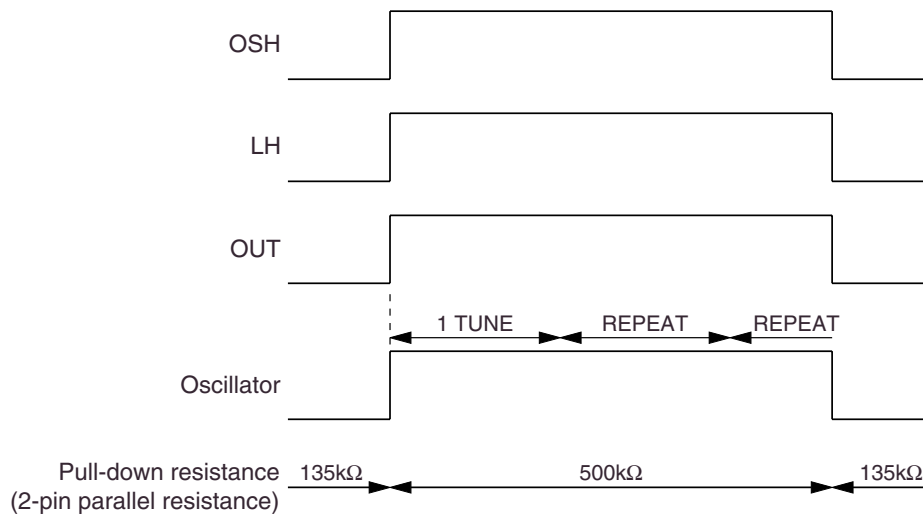 OSH
LH
OUT
1 TUNE REPEAT REPEAT
Oscillator
Pull-down resistance
(2-pin parallel resistance)
135kΩ 500kΩ 135kΩ